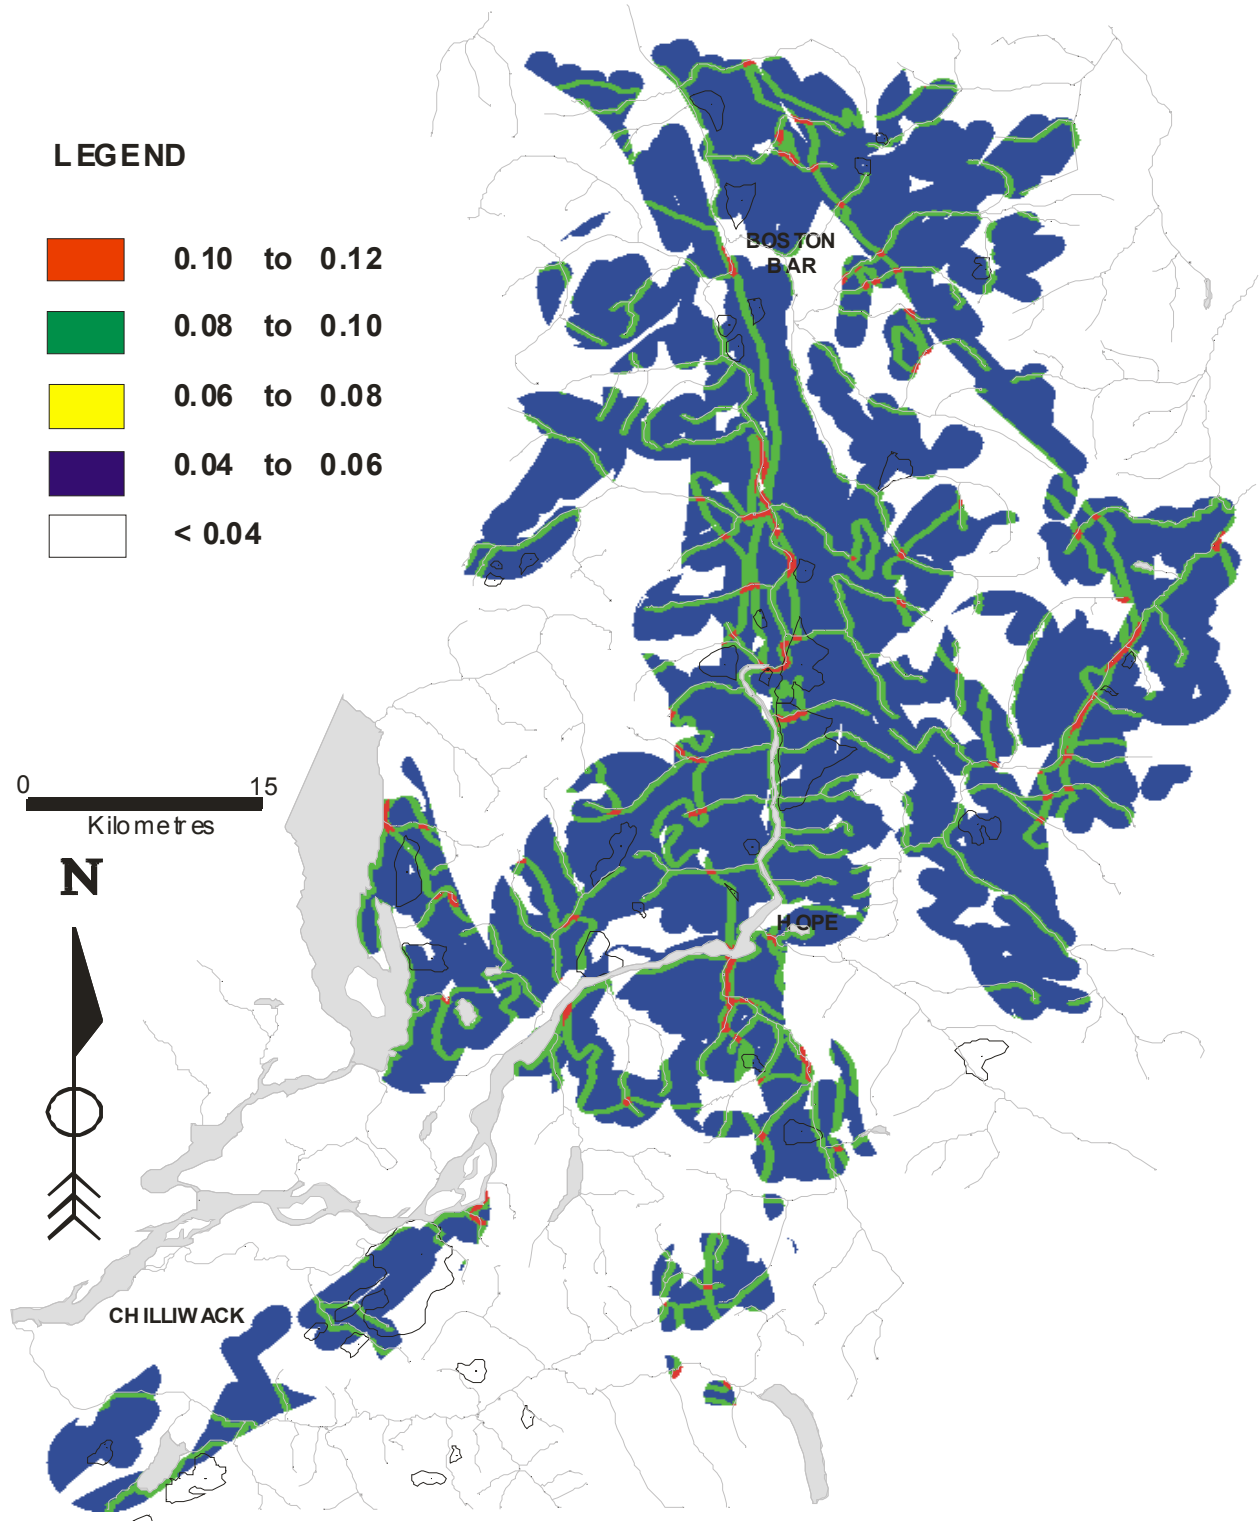 LEGEND
0.10 to 0.12
0.08 to 0.10
0.06 to 0.08
0.04 to 0.06
< 0.04
BOSTON
BAR
0 15
Kilometres
N
HOPE
CHILLIWACK